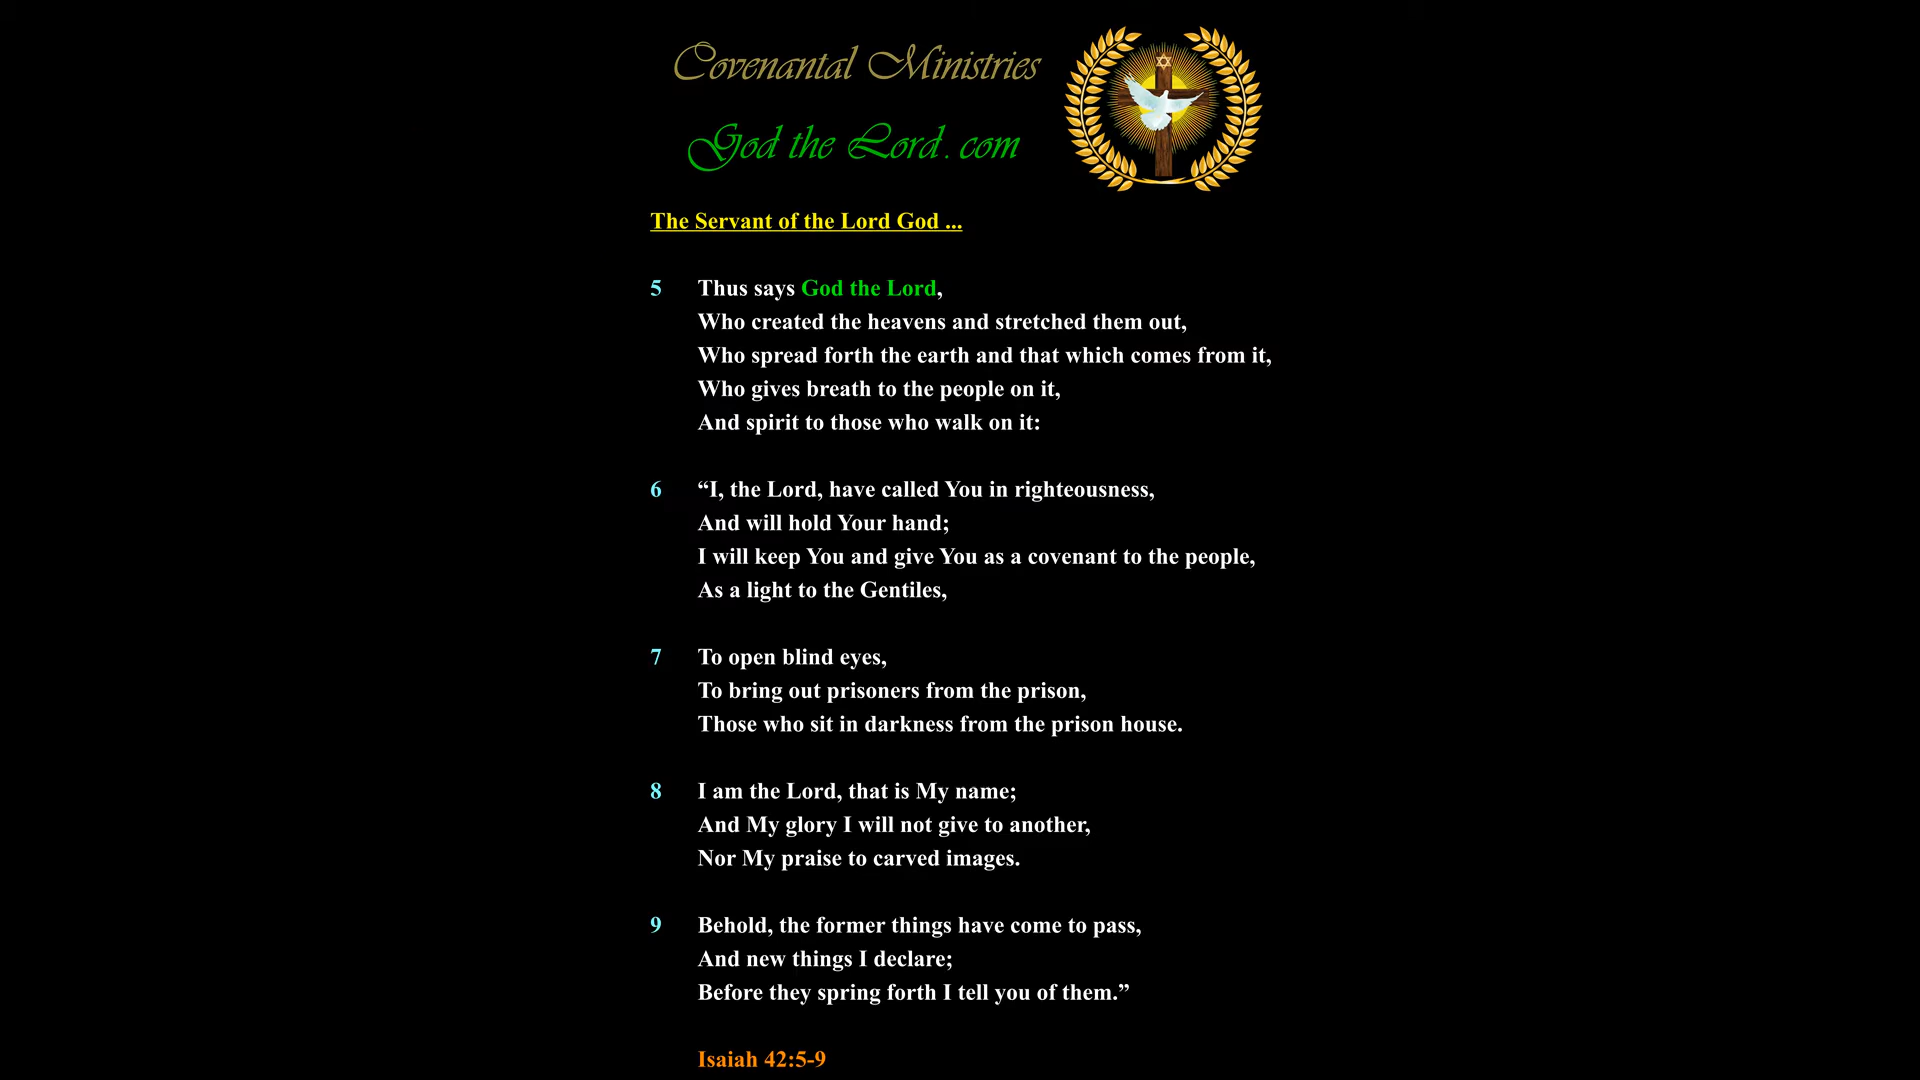 Covenantal Ministries
God the Lord . com
The Servant of the Lord God ...
5 Thus says God the Lord,
Who created the heavens and stretched them out,
Who spread forth the earth and that which comes from it,
Who gives breath to the people on it,
And spirit to those who walk on it:
6 “I, the Lord, have called You in righteousness,
And will hold Your hand;
I will keep You and give You as a covenant to the people,
As a light to the Gentiles,
7 To open blind eyes,
To bring out prisoners from the prison,
Those who sit in darkness from the prison house.
8 I am the Lord, that is My name;
And My glory I will not give to another,
Nor My praise to carved images.
9 Behold, the former things have come to pass,
And new things I declare;
Before they spring forth I tell you of them.”
Isaiah 42:5-9